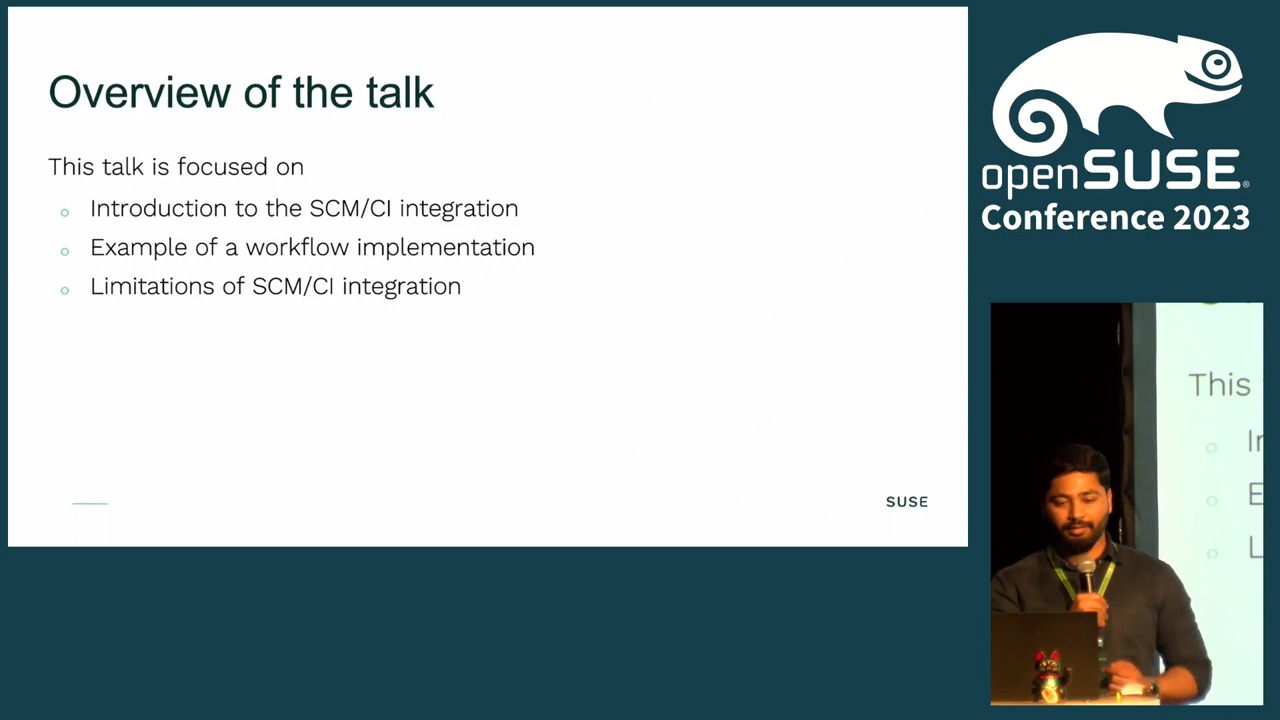 Overview of the talk
This talk is focused on
Introduction to the SCM/CI integration
Example of a workflow implementation
Limitations of SCM/CI integration
SUSE
openSUSE®
Conference 2023
This
In
E
L